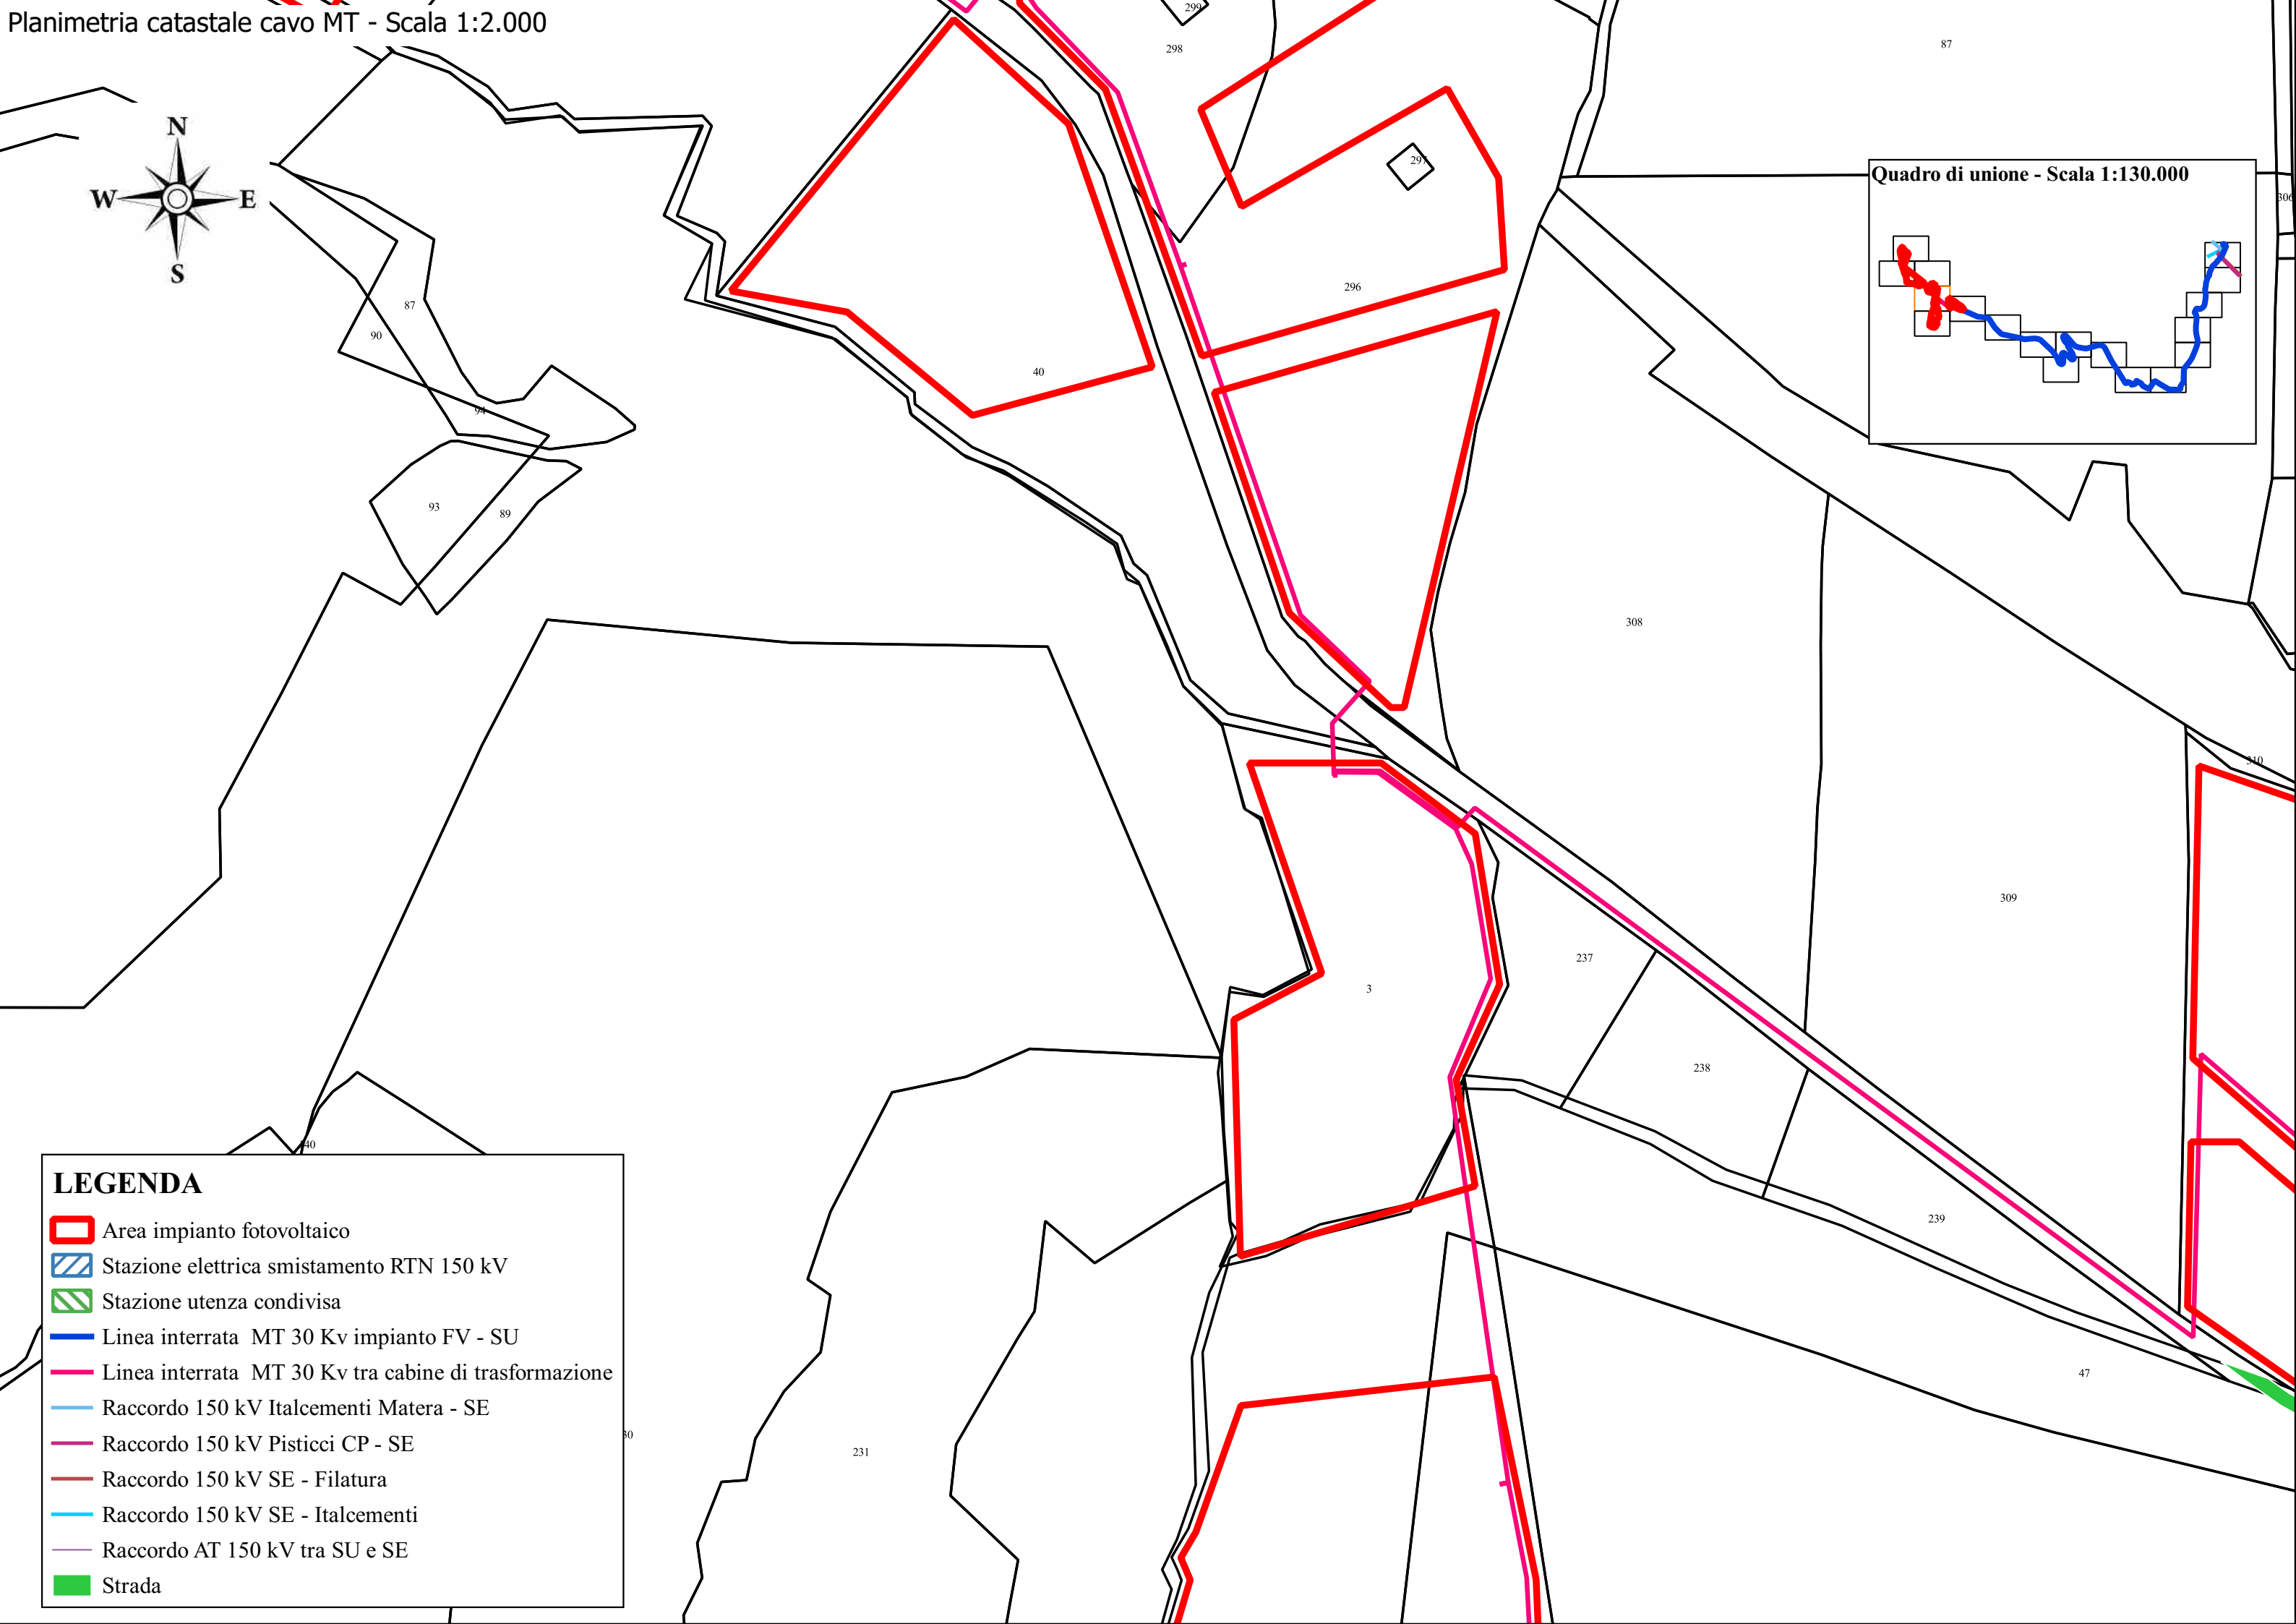 Planimetria catastale cavo MT - Scala 1:2.000
299
298
87
N
W
E
S
297
Quadro di unione - Scala 1:130.000
306
296
87
90
40
94
93
89
308
310
309
237
3
238
40
LEGENDA
Area impianto fotovoltaico
Stazione elettrica smistamento RTN 150 kV
Stazione utenza condivisa
Linea interrata MT 30 Kv impianto FV - SU
Linea interrata MT 30 Kv tra cabine di trasformazione
Raccordo 150 kV Italcementi Matera - SE
Raccordo 150 kV Pisticci CP - SE
Raccordo 150 kV SE - Filatura
Raccordo 150 kV SE - Italcementi
Raccordo AT 150 kV tra SU e SE
Strada
239
47
30
231